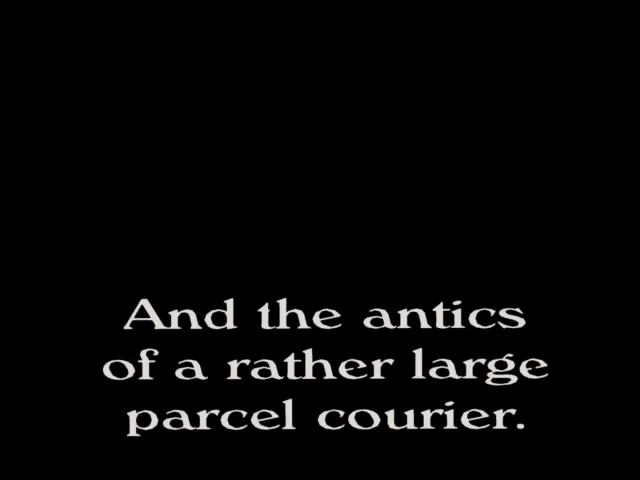 And the antics
of a rather large
parcel courier.